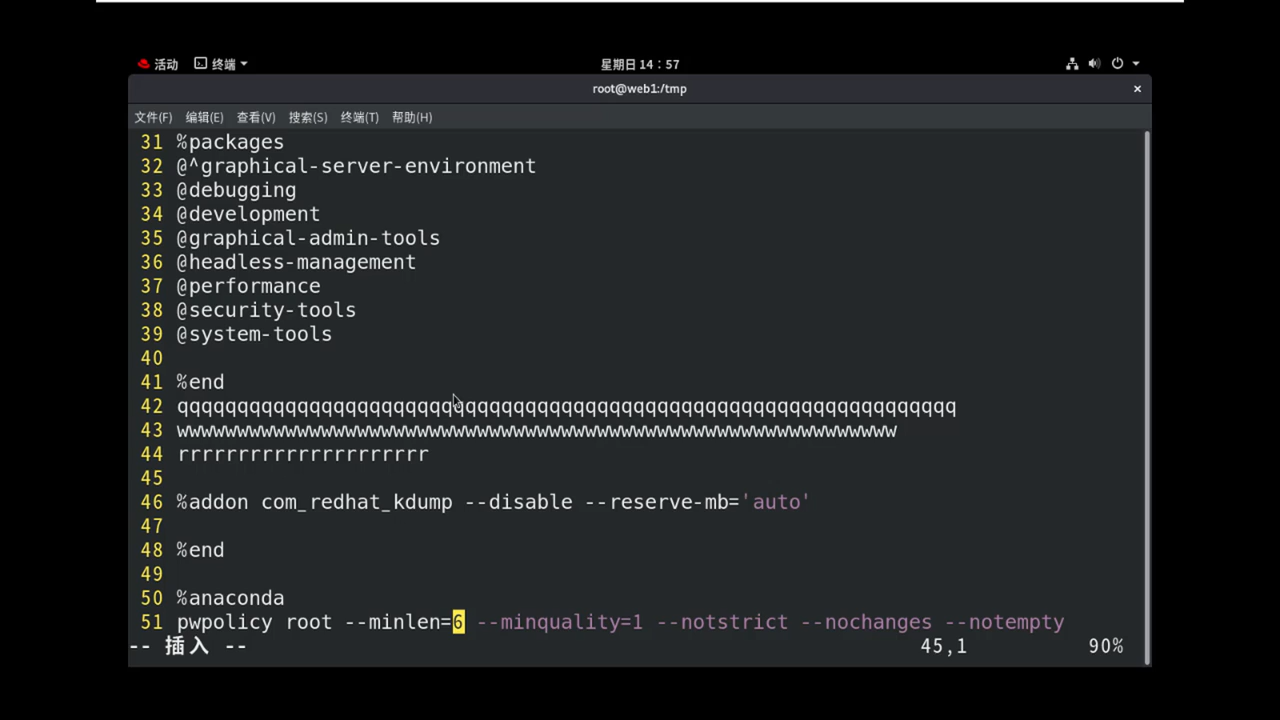 活动 终端 星期日 14：57
root@web1:/tmp ×
文件(F) 编辑(E) 查看(V) 搜索(S) 终端(T) 帮助(H)
31 %packages
32 @^graphical-server-environment
33 @debugging
34 @development
35 @graphical-admin-tools
36 @headless-management
37 @performance
38 @security-tools
39 @system-tools
40
41 %end
42 qqqqqqqqqqqqqqqqqqqqqqqqqqqqqqqqqqqqqqqqqqqqqqqqqqqqqqqqqqqqqqqqq
43 wwwwwwwwwwwwwwwwwwwwwwwwwwwwwwwwwwwwwwwwwwwwwwwwwwwwwwwwwwww
44 rrrrrrrrrrrrrrrrrrrrr
45
46 %addon com_redhat_kdump --disable --reserve-mb='auto'
47
48 %end
49
50 %anaconda
51 pwpolicy root --minlen=6 --minquality=1 --notstrict --nochanges --notempty
-- 插入 -- 45,1 90%